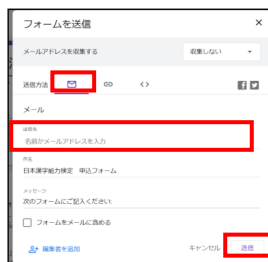 フォームを送信
メールアドレスを収集する 収集しない
送信方法
メール
送信先
名前かメールアドレスを入力
件名
日本漢字能力検定 申込フォーム
メッセージ
次のフォームにご記入ください:
フォームをメールに含める
編集者を追加 キャンセル 送信